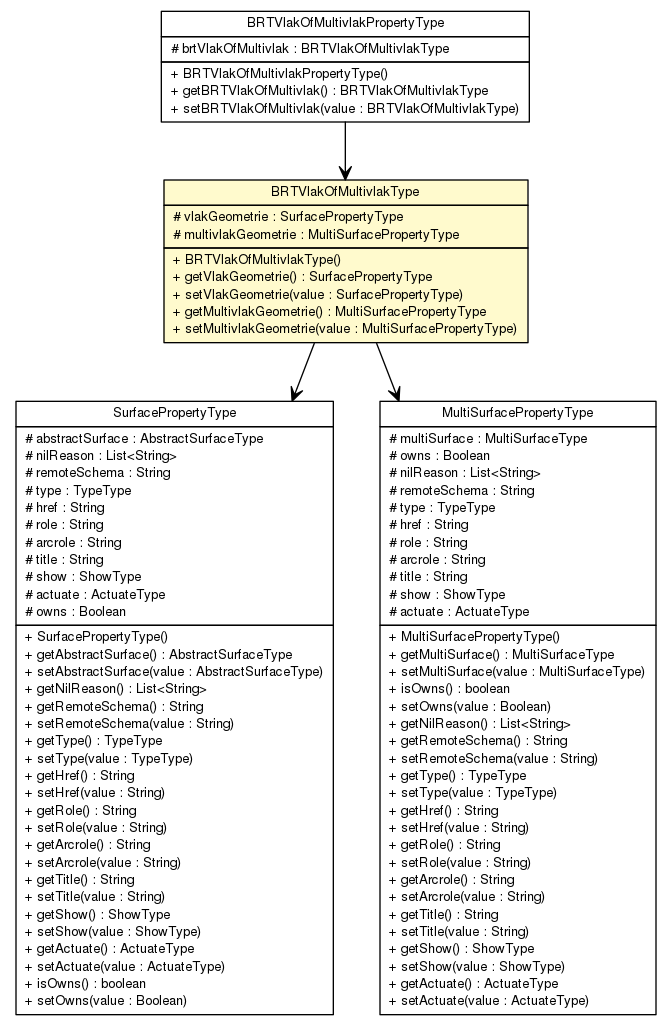 BRTVlakOfMultivlakPropertyType
# brtVlakOfMultivlak : BRTVlakOfMultivlakType
+ BRTVlakOfMultivlakPropertyType()
+ getBRTVlakOfMultivlak() : BRTVlakOfMultivlakType
+ setBRTVlakOfMultivlak(value : BRTVlakOfMultivlakType)
BRTVlakOfMultivlakType
# vlakGeometrie : SurfacePropertyType
# multivlakGeometrie : MultiSurfacePropertyType
+ BRTVlakOfMultivlakType()
+ getVlakGeometrie() : SurfacePropertyType
+ setVlakGeometrie(value : SurfacePropertyType)
+ getMultivlakGeometrie() : MultiSurfacePropertyType
+ setMultivlakGeometrie(value : MultiSurfacePropertyType)
SurfacePropertyType
# abstractSurface : AbstractSurfaceType
# nilReason : List<String>
# remoteSchema : String
# type : TypeType
# href : String
# role : String
# arcrole : String
# title : String
# show : ShowType
# actuate : ActuateType
# owns : Boolean
+ SurfacePropertyType()
+ getAbstractSurface() : AbstractSurfaceType
+ setAbstractSurface(value : AbstractSurfaceType)
+ getNilReason() : List<String>
+ getRemoteSchema() : String
+ setRemoteSchema(value : String)
+ getType() : TypeType
+ setType(value : TypeType)
+ getHref() : String
+ setHref(value : String)
+ getRole() : String
+ setRole(value : String)
+ getArcrole() : String
+ setArcrole(value : String)
+ getTitle() : String
+ setTitle(value : String)
+ getShow() : ShowType
+ setShow(value : ShowType)
+ getActuate() : ActuateType
+ setActuate(value : ActuateType)
+ isOwns() : boolean
+ setOwns(value : Boolean)
MultiSurfacePropertyType
# multiSurface : MultiSurfaceType
# owns : Boolean
# nilReason : List<String>
# remoteSchema : String
# type : TypeType
# href : String
# role : String
# arcrole : String
# title : String
# show : ShowType
# actuate : ActuateType
+ MultiSurfacePropertyType()
+ getMultiSurface() : MultiSurfaceType
+ setMultiSurface(value : MultiSurfaceType)
+ isOwns() : boolean
+ setOwns(value : Boolean)
+ getNilReason() : List<String>
+ getRemoteSchema() : String
+ setRemoteSchema(value : String)
+ getType() : TypeType
+ setType(value : TypeType)
+ getHref() : String
+ setHref(value : String)
+ getRole() : String
+ setRole(value : String)
+ getArcrole() : String
+ setArcrole(value : String)
+ getTitle() : String
+ setTitle(value : String)
+ getShow() : ShowType
+ setShow(value : ShowType)
+ getActuate() : ActuateType
+ setActuate(value : ActuateType)